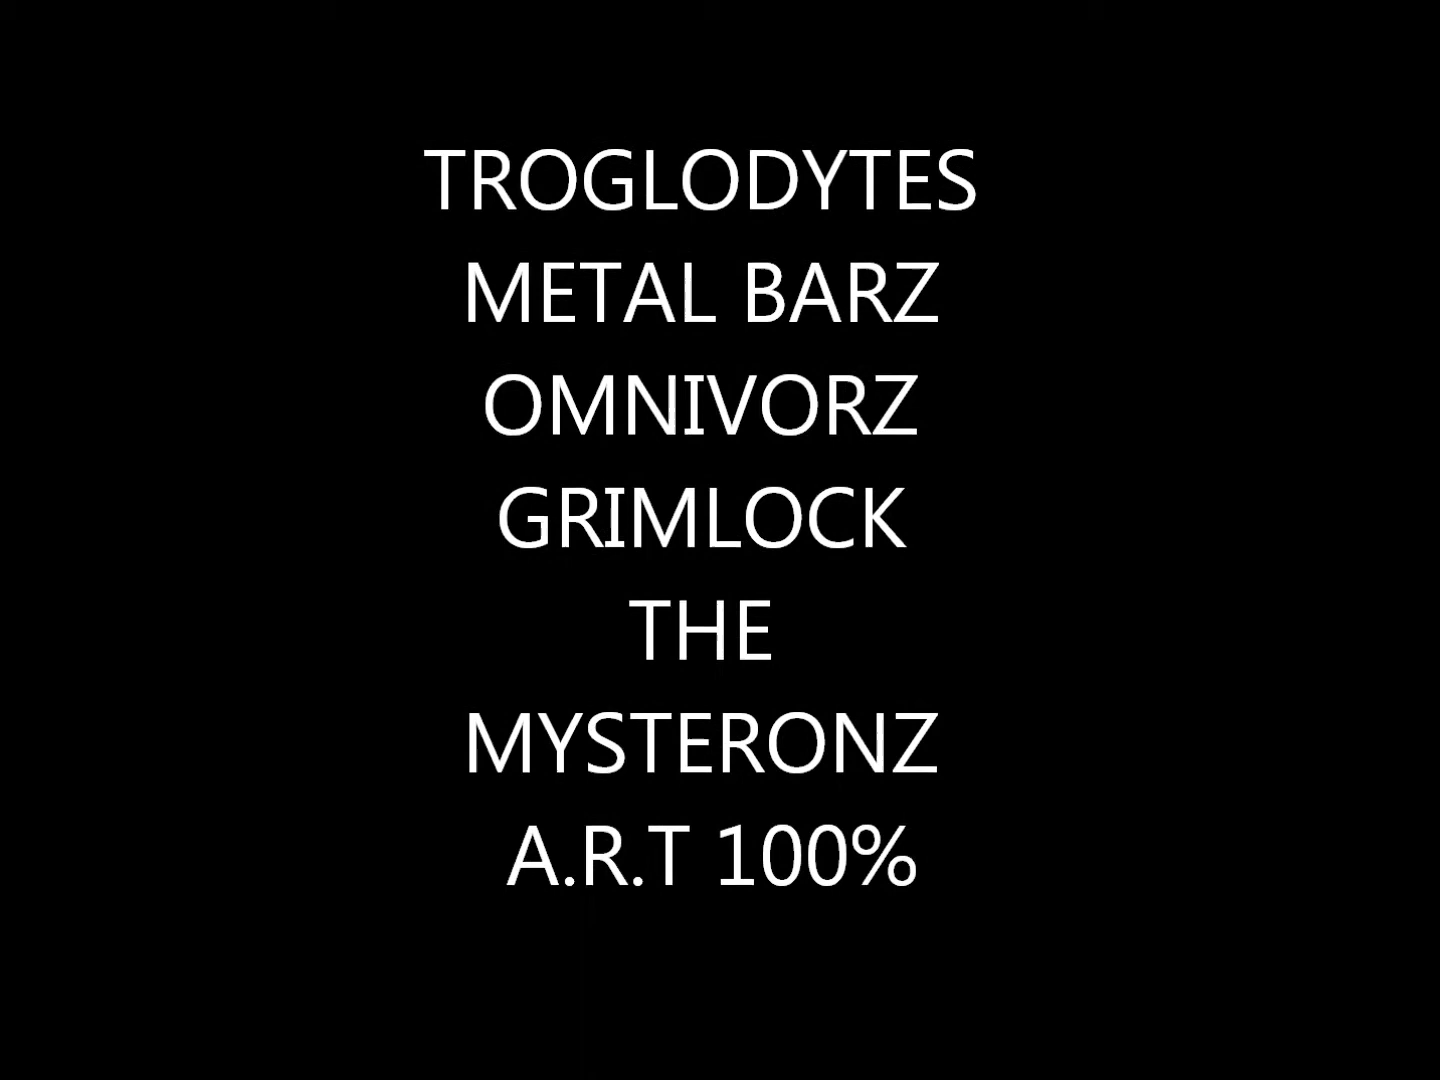 TROGLODYTES
METAL BARZ
OMNIVORZ
GRIMLOCK
THE
MYSTERONZ
A.R.T 100%